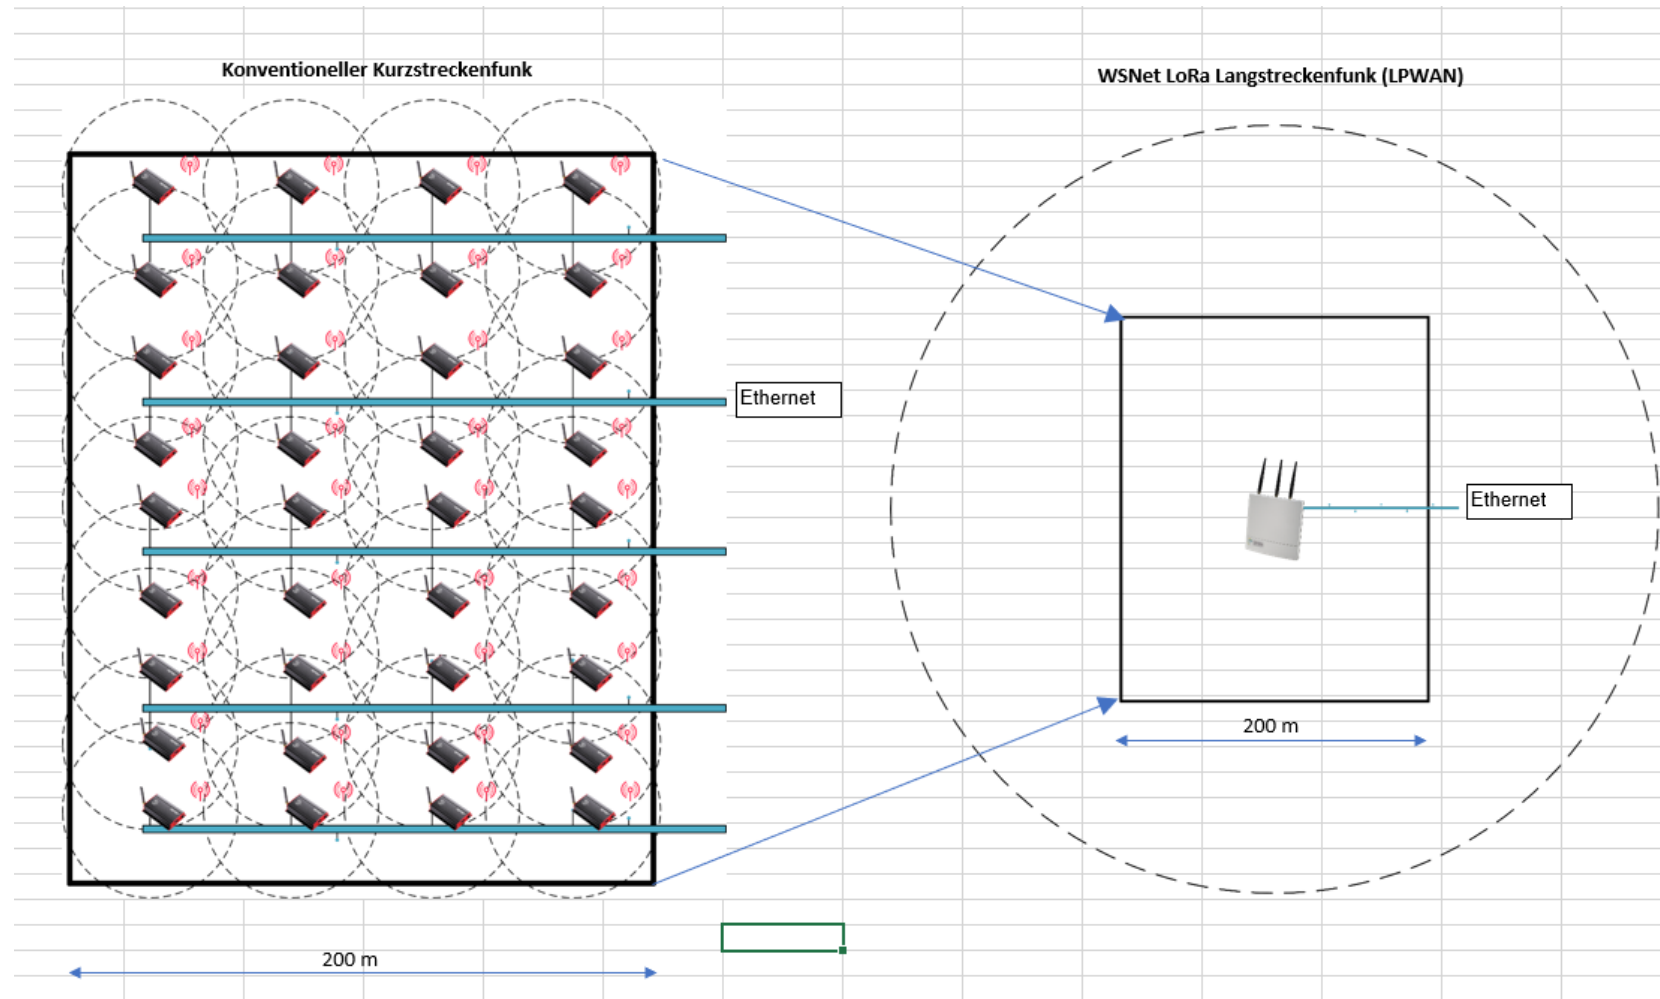 Konventioneller Kurzstreckenfunk
WSNet LoRa Langstreckenfunk (LPWAN)
Ethernet
Ethernet
200 m
200 m